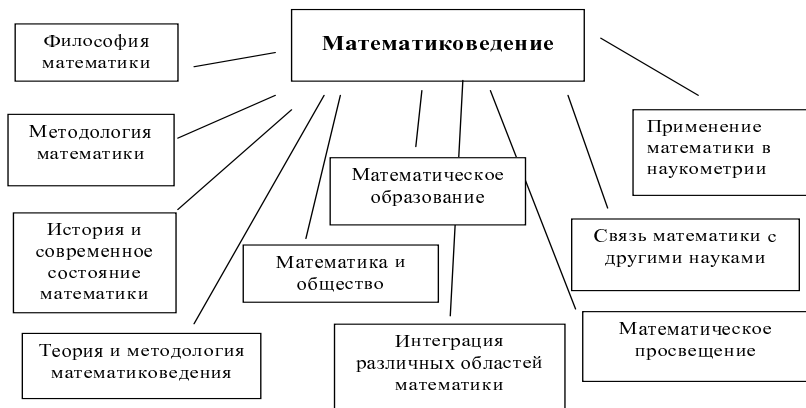 Математиковедение
Философия
математики
Методология
математики
История и
современное
состояние
математики
Теория и методология
математиковедения
Математика и
общество
Математическое
образование
Интеграция
различных областей
математики
Математическое
просвещение
Связь математики с
другими науками
Применение
математики в
наукометрии